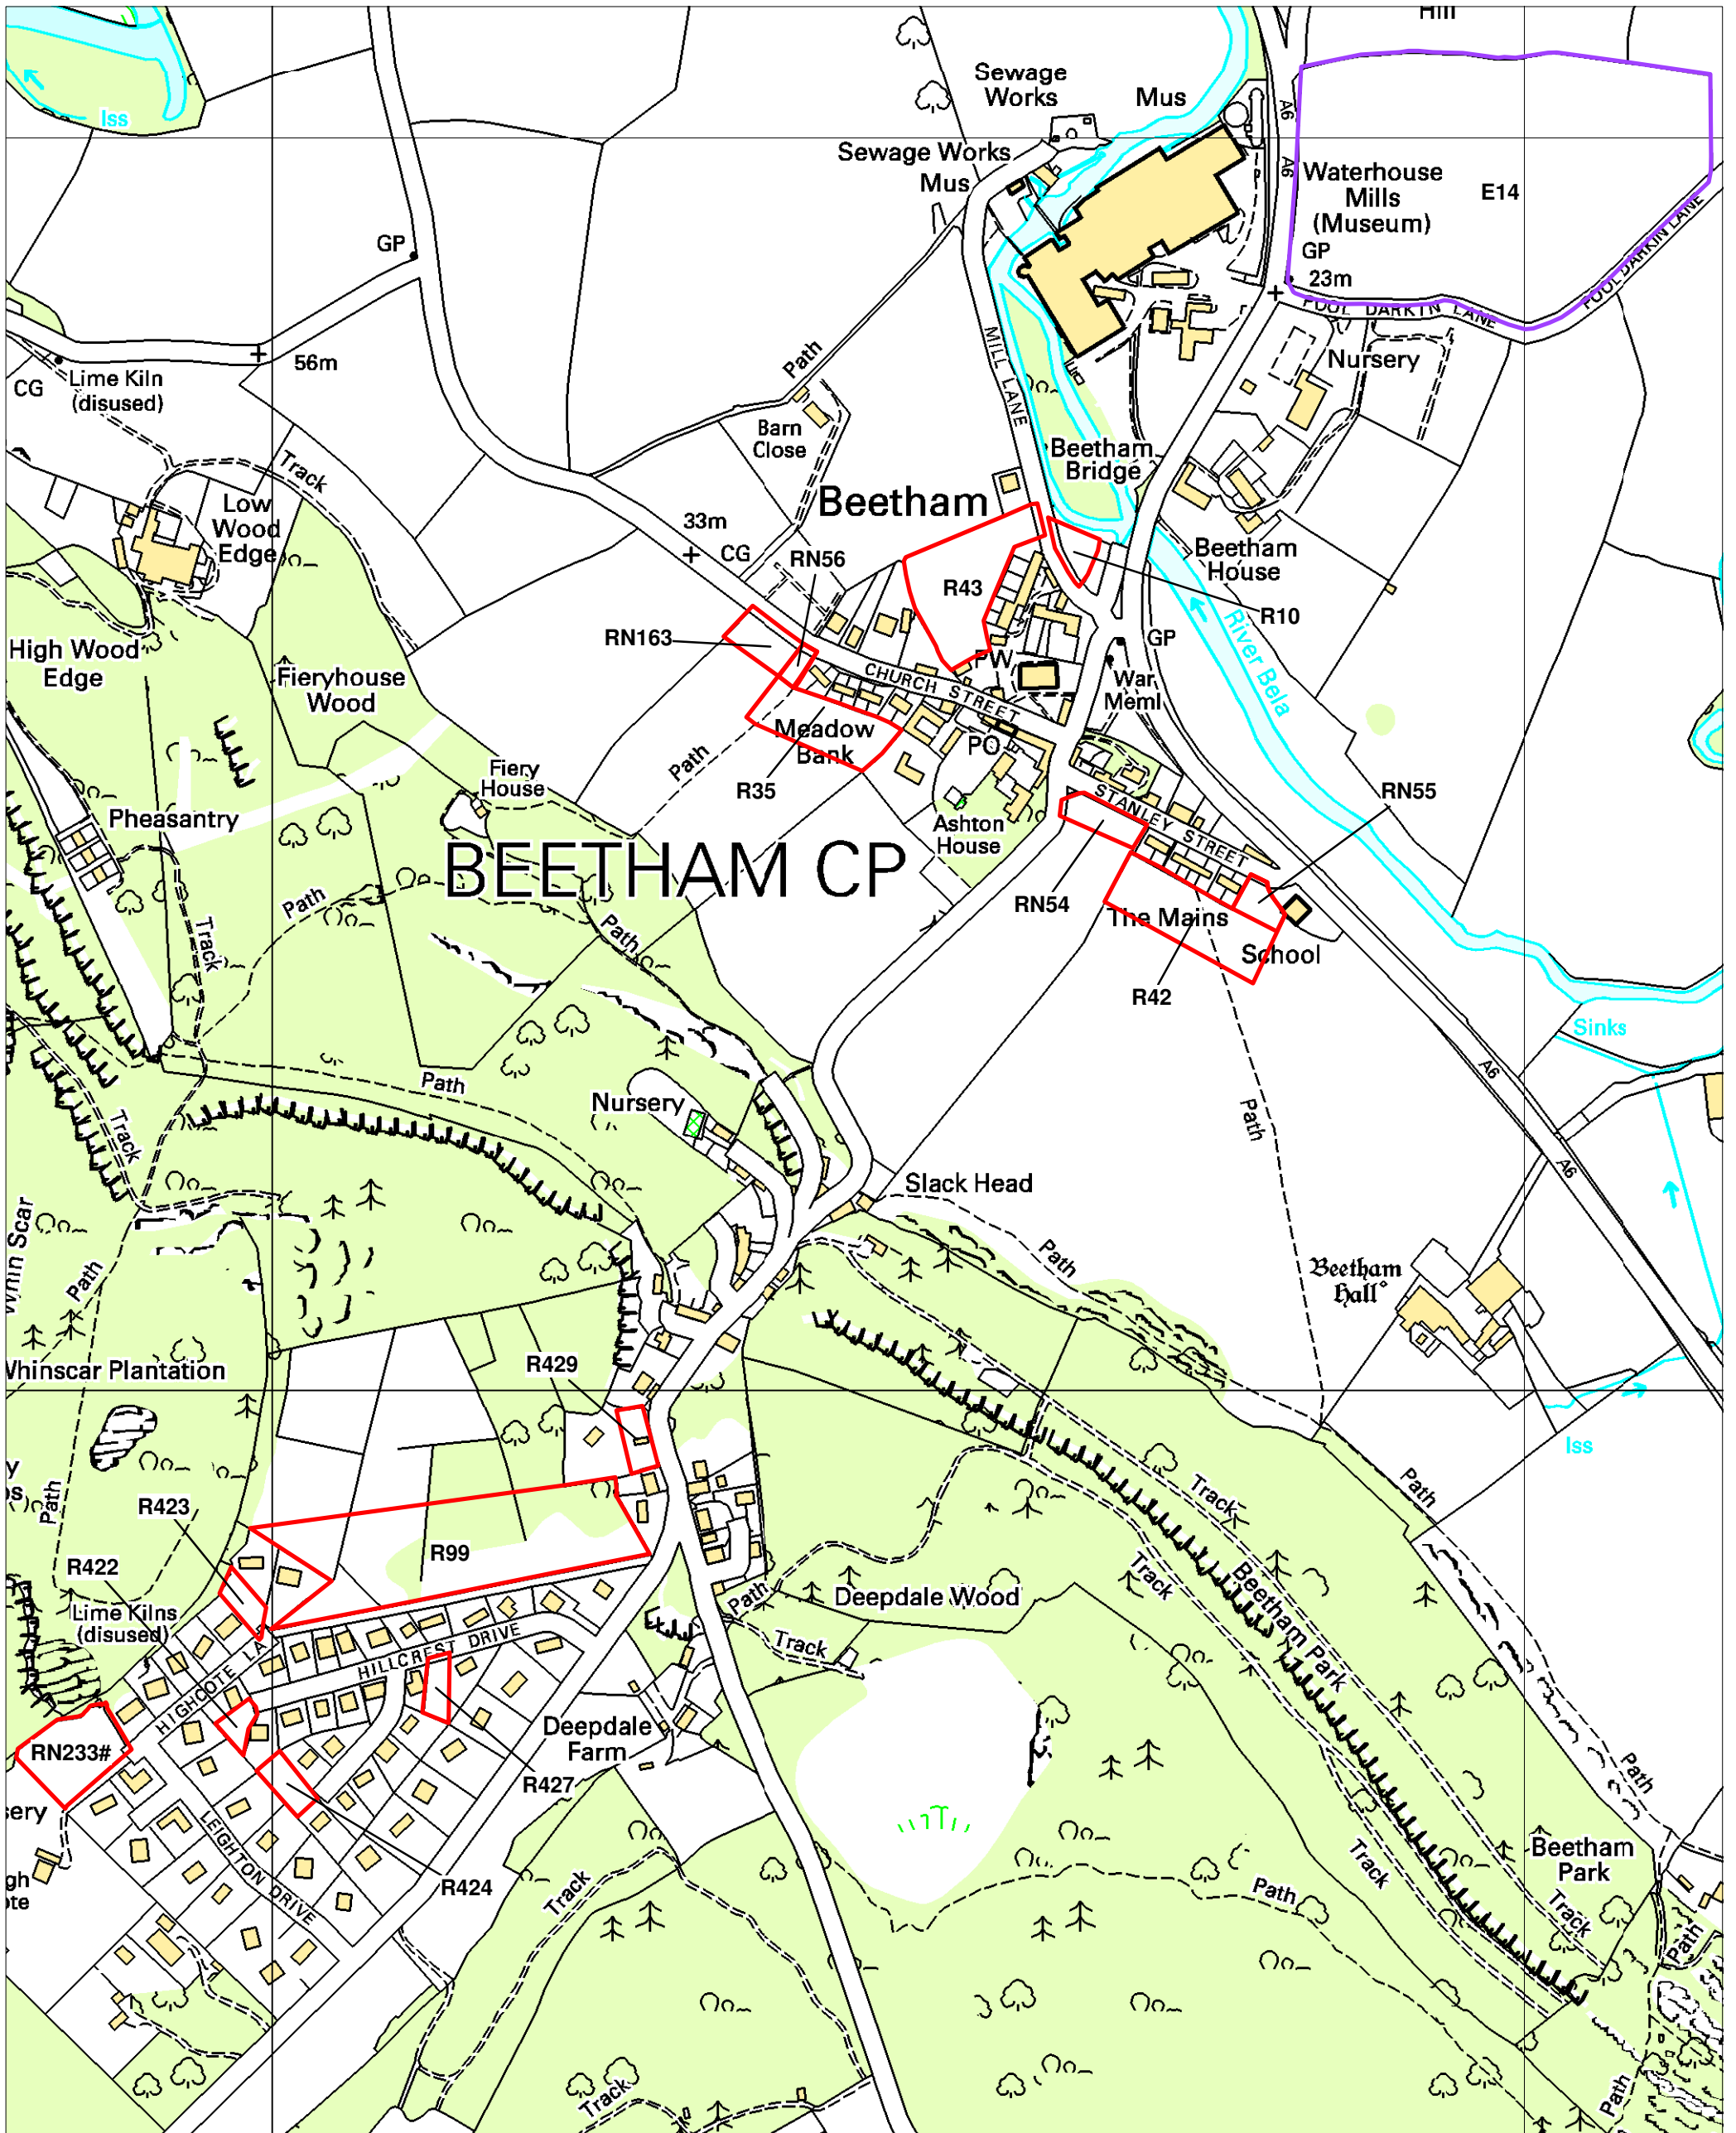 Hill
Sewage
Works
Mus
Iss
A6
Sewage Works
Mus
A6
Waterhouse
Mills
(Museum)
E14
GP
GP
23m
POOL DARKIN LANE
POOL DARKIN LANE
MILL LANE
Path
56m
Nursery
CG
Lime Kiln
(disused)
Barn
Close
Beetham
Bridge
Track
Low
Wood
Edge
Beetham
33m
CG
RN56
Beetham
House
R43
R10
River Bela
RN163
High Wood
Edge
GP
PW
Fieryhouse
Wood
CHURCH STREET
War
Meml
Meadow
Bank
PO
Path
Fiery
House
R35
RN55
STANLEY STREET
Pheasantry
Ashton
House
BEETHAM CP
RN54
The Mains
Path
Path
Track
School
R42
Sinks
A6
Path
Nursery
Path
Track
A6
Slack Head
Whin Scar
Path
Path
Beetham
Hall
R429
Whinscar Plantation
Iss
Path
Track
Path
R423
R99
R422
Track
Beetham Park
Path
Deepdale Wood
Lime Kilns
(disused)
Track
HILLCREST DRIVE
HIGHCOTE LA
Deepdale
Farm
RN233#
R427
Path
LEIGHTON DRIVE
Beetham
Park
Track
R424
Track
Path
Track
Path
Track
Path